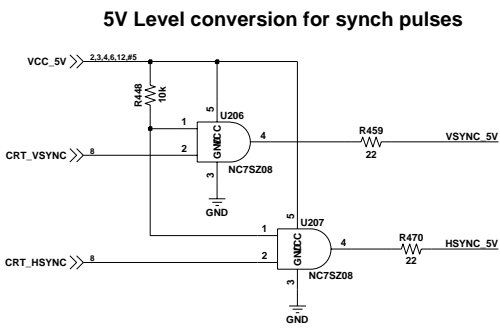 5V Level conversion for synch pulses
VCC_5V 2,3,4,6,12,#5
R448
10k
5
U206
1
VCC
GND
4
R459
22
VSYNC_5V
CRT_VSYNC 8
2
3
NC7SZ08
GND
5
U207
1
VCC
GND
4
R470
22
HSYNC_5V
CRT_HSYNC 8
2
3
NC7SZ08
GND